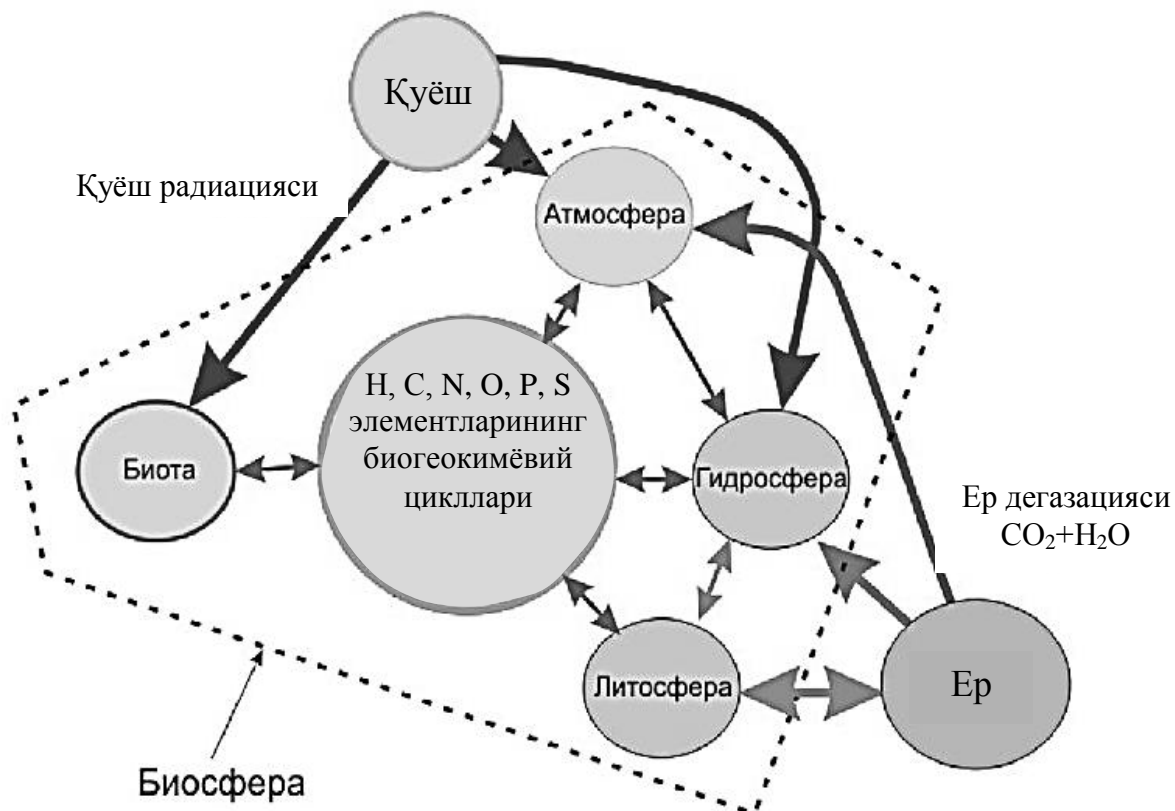 Қуёш
Қуёш радиацияси
Атмосфера
H, C, N, O, P, S
элементларининг
биогеокимёвий
цикллари
Биота
Гидросфера
Ер дегазацияси
CO₂+H₂O
Литосфера
Ер
Биосфера